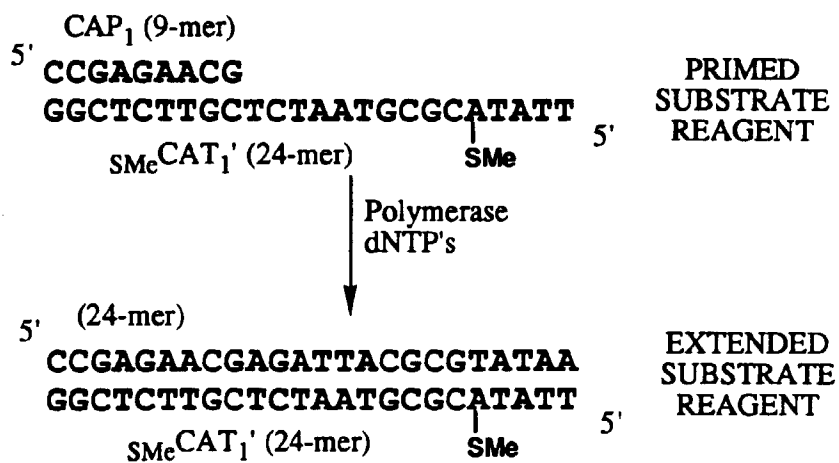 CAP1 (9-mer)
5'
CCGAGAACG
GGCTCTTGCTCTAATGCGCATATT
5'
SMeCAT1' (24-mer)
SMe
PRIMED
SUBSTRATE
REAGENT
Polymerase
dNTP's
5' (24-mer)
CCGAGAACGAGATTACGCGTATAA
GGCTCTTGCTCTAATGCGCATATT
5'
SMeCAT1' (24-mer)
SMe
EXTENDED
SUBSTRATE
REAGENT